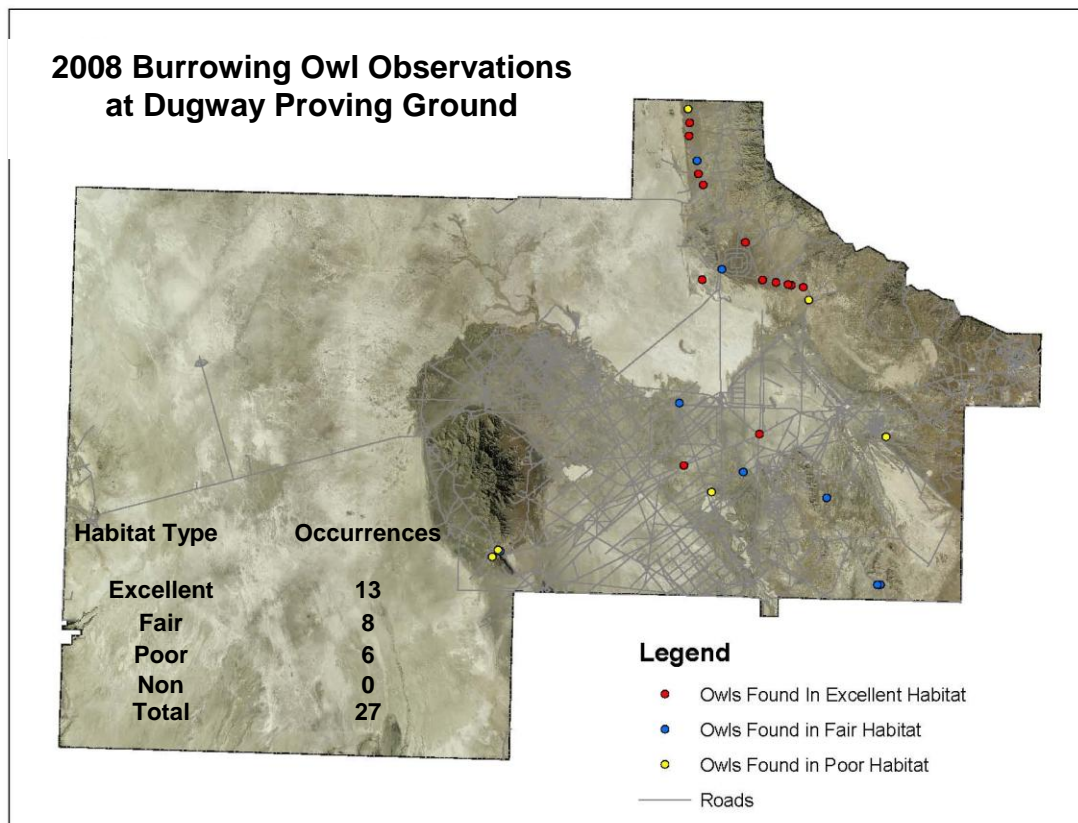 2008 Burrowing Owl Observations
at Dugway Proving Ground
Habitat Type Occurrences
Excellent 13
Fair 8
Poor 6
Non 0
Total 27
Legend
Owls Found In Excellent Habitat
Owls Found in Fair Habitat
Owls Found in Poor Habitat
Roads